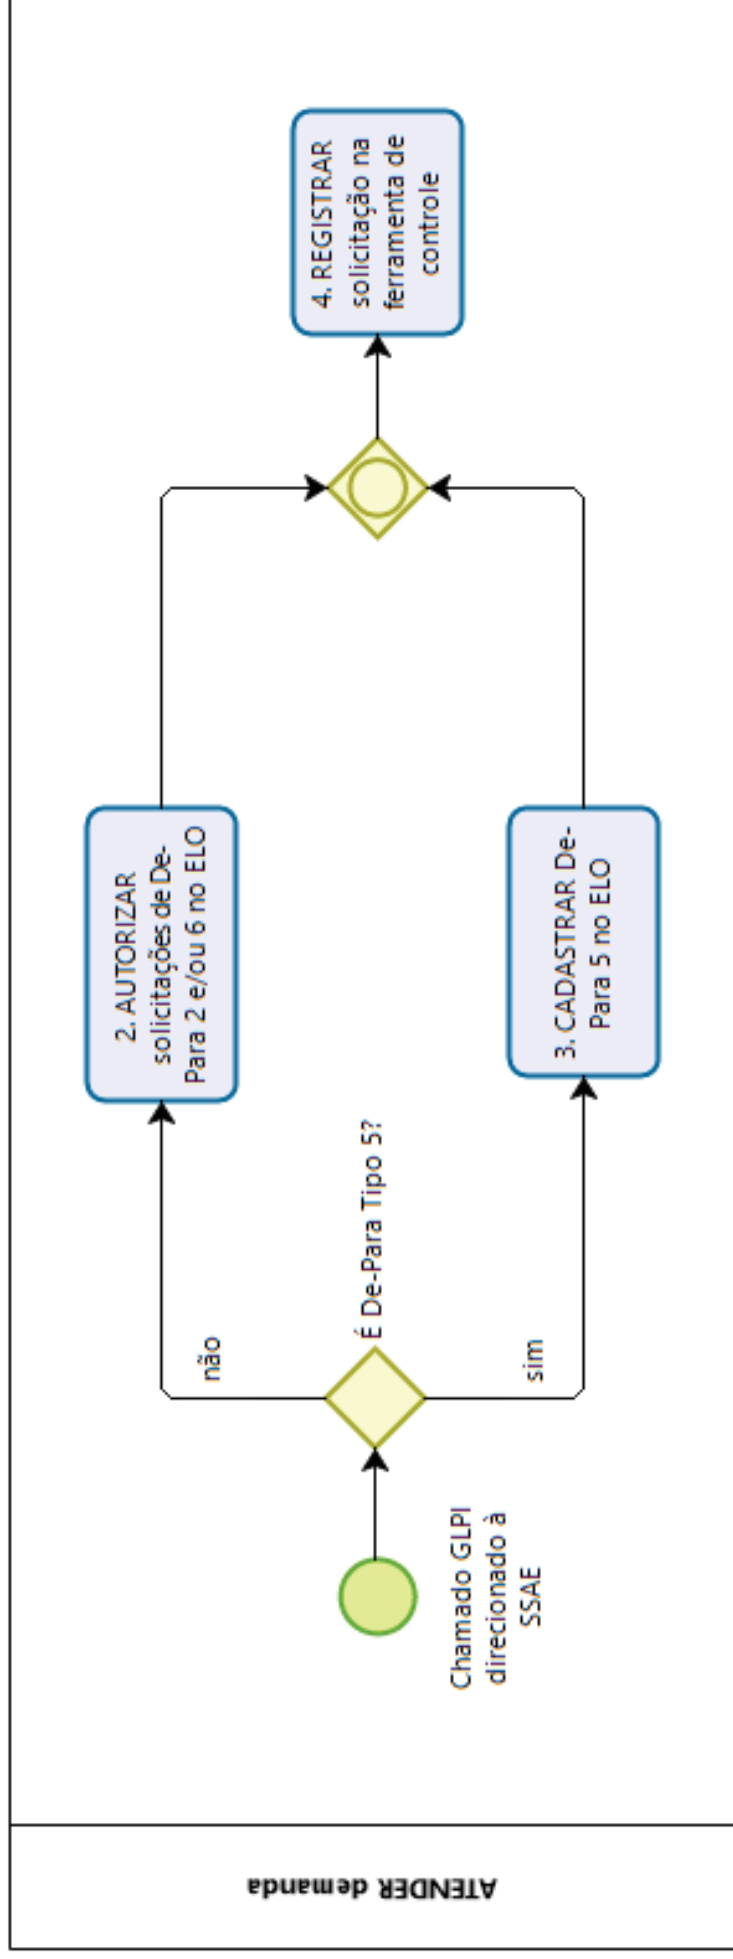 ATENDER demanda
Chamado GLPI
direcionado à
SSAE
É De-Para Tipo 5?
não
sim
2. AUTORIZAR
solicitações de De-
Para 2 e/ou 6 no ELO
3. CADASTRAR De-
Para 5 no ELO
4. REGISTRAR
solicitação na
ferramenta de
controle